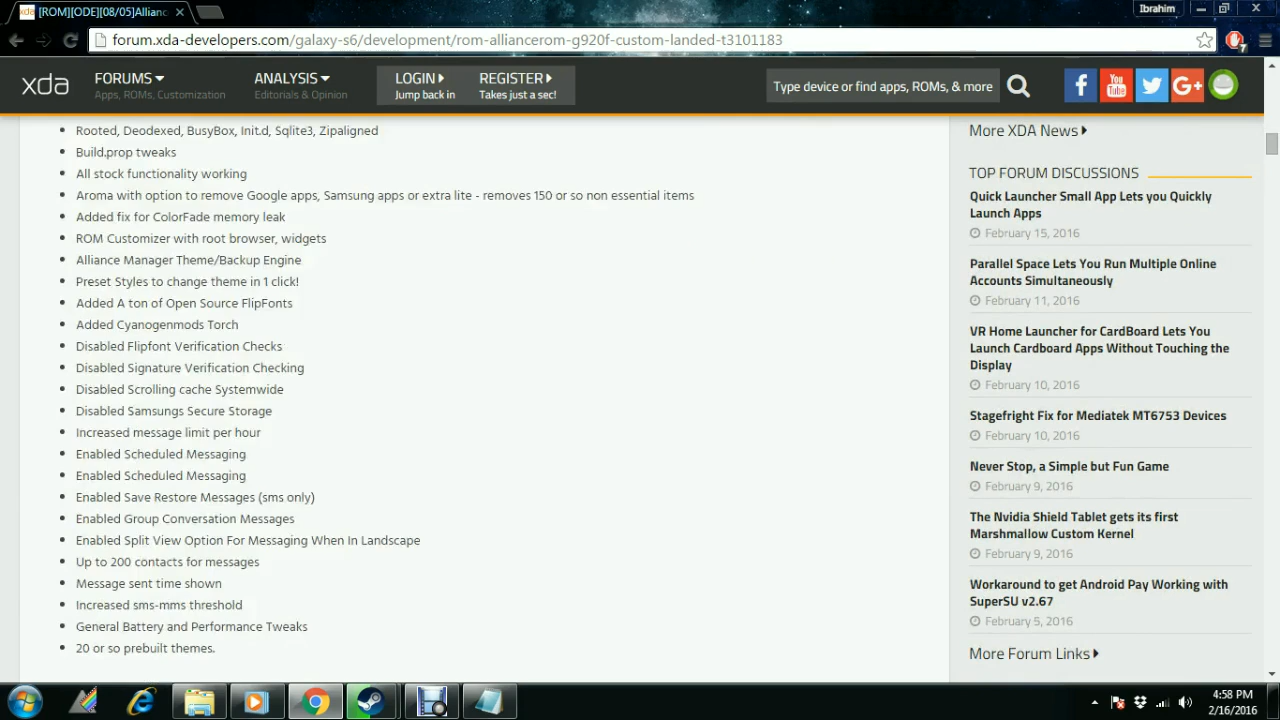 [ROM][ODE][08/05]Allianc
Ibrahim
forum.xda-developers.com/galaxy-s6/development/rom-alliancerom-g920f-custom-landed-t3101183
7
xda
FORUMS
Apps, ROMs, Customization
ANALYSIS
Editorials & Opinion
LOGIN
Jump back in
REGISTER
Takes just a sec!
Type device or find apps, ROMs, & more
f
You Tube
G+
Rooted, Deodexed, BusyBox, Init.d, Sqlite3, Zipaligned
Build.prop tweaks
All stock functionality working
Aroma with option to remove Google apps, Samsung apps or extra lite - removes 150 or so non essential items
Added fix for ColorFade memory leak
ROM Customizer with root browser, widgets
Alliance Manager Theme/Backup Engine
Preset Styles to change theme in 1 click!
Added A ton of Open Source FlipFonts
Added Cyanogenmods Torch
Disabled Flipfont Verification Checks
Disabled Signature Verification Checking
Disabled Scrolling cache Systemwide
Disabled Samsungs Secure Storage
Increased message limit per hour
Enabled Scheduled Messaging
Enabled Scheduled Messaging
Enabled Save Restore Messages (sms only)
Enabled Group Conversation Messages
Enabled Split View Option For Messaging When In Landscape
Up to 200 contacts for messages
Message sent time shown
Increased sms-mms threshold
General Battery and Performance Tweaks
20 or so prebuilt themes.
More XDA News
TOP FORUM DISCUSSIONS
Quick Launcher Small App Lets you Quickly
Launch Apps
February 15, 2016
Parallel Space Lets You Run Multiple Online
Accounts Simultaneously
February 11, 2016
VR Home Launcher for CardBoard Lets You
Launch Cardboard Apps Without Touching the
Display
February 10, 2016
Stagefright Fix for Mediatek MT6753 Devices
February 10, 2016
Never Stop, a Simple but Fun Game
February 9, 2016
The Nvidia Shield Tablet gets its first
Marshmallow Custom Kernel
February 9, 2016
Workaround to get Android Pay Working with
SuperSU v2.67
February 5, 2016
More Forum Links
4:58 PM
2/16/2016